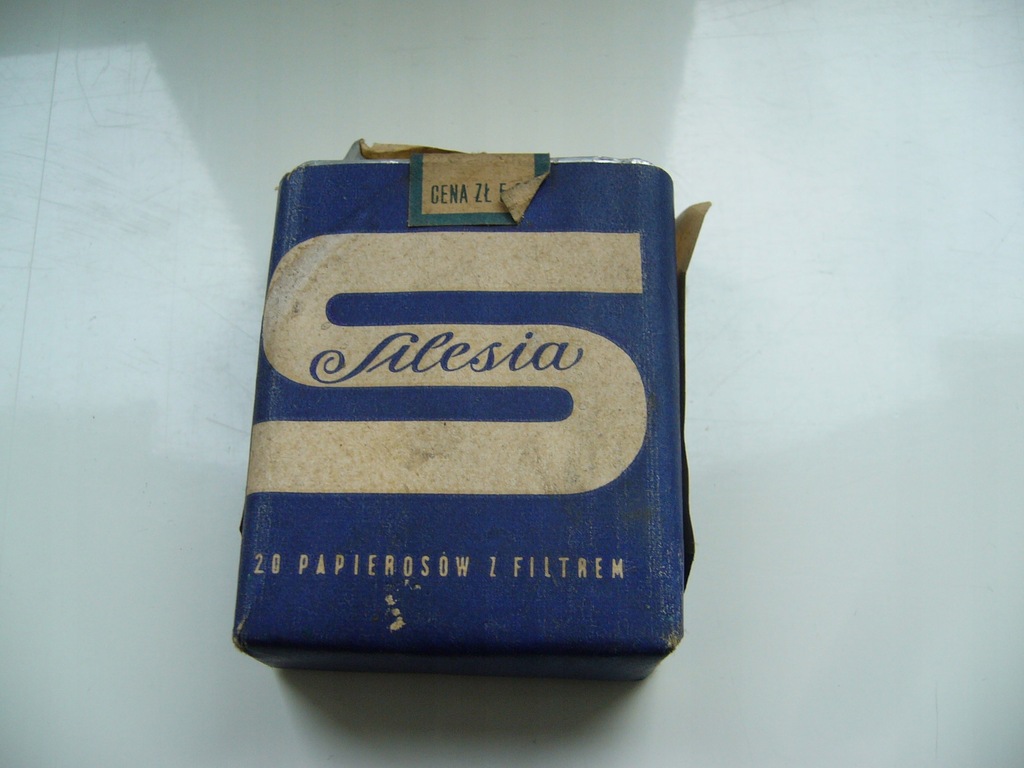 CENA ZŁ
Silesia
20 PAPIEROSÓW Z FILTREM